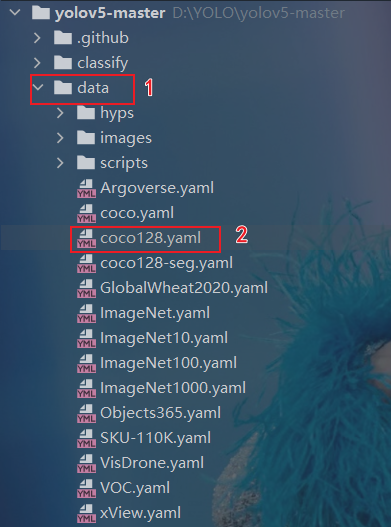 yolov5-master D:\YOLO\yolov5-master
.github
classify
data 1
hyps
images
scripts
YML Argoverse.yaml
YML coco.yaml
YML coco128.yaml 2
YML coco128-seg.yaml
YML GlobalWheat2020.yaml
YML ImageNet.yaml
YML ImageNet10.yaml
YML ImageNet100.yaml
YML ImageNet1000.yaml
YML Objects365.yaml
YML SKU-110K.yaml
YML VisDrone.yaml
YML VOC.yaml
YML xView.yaml